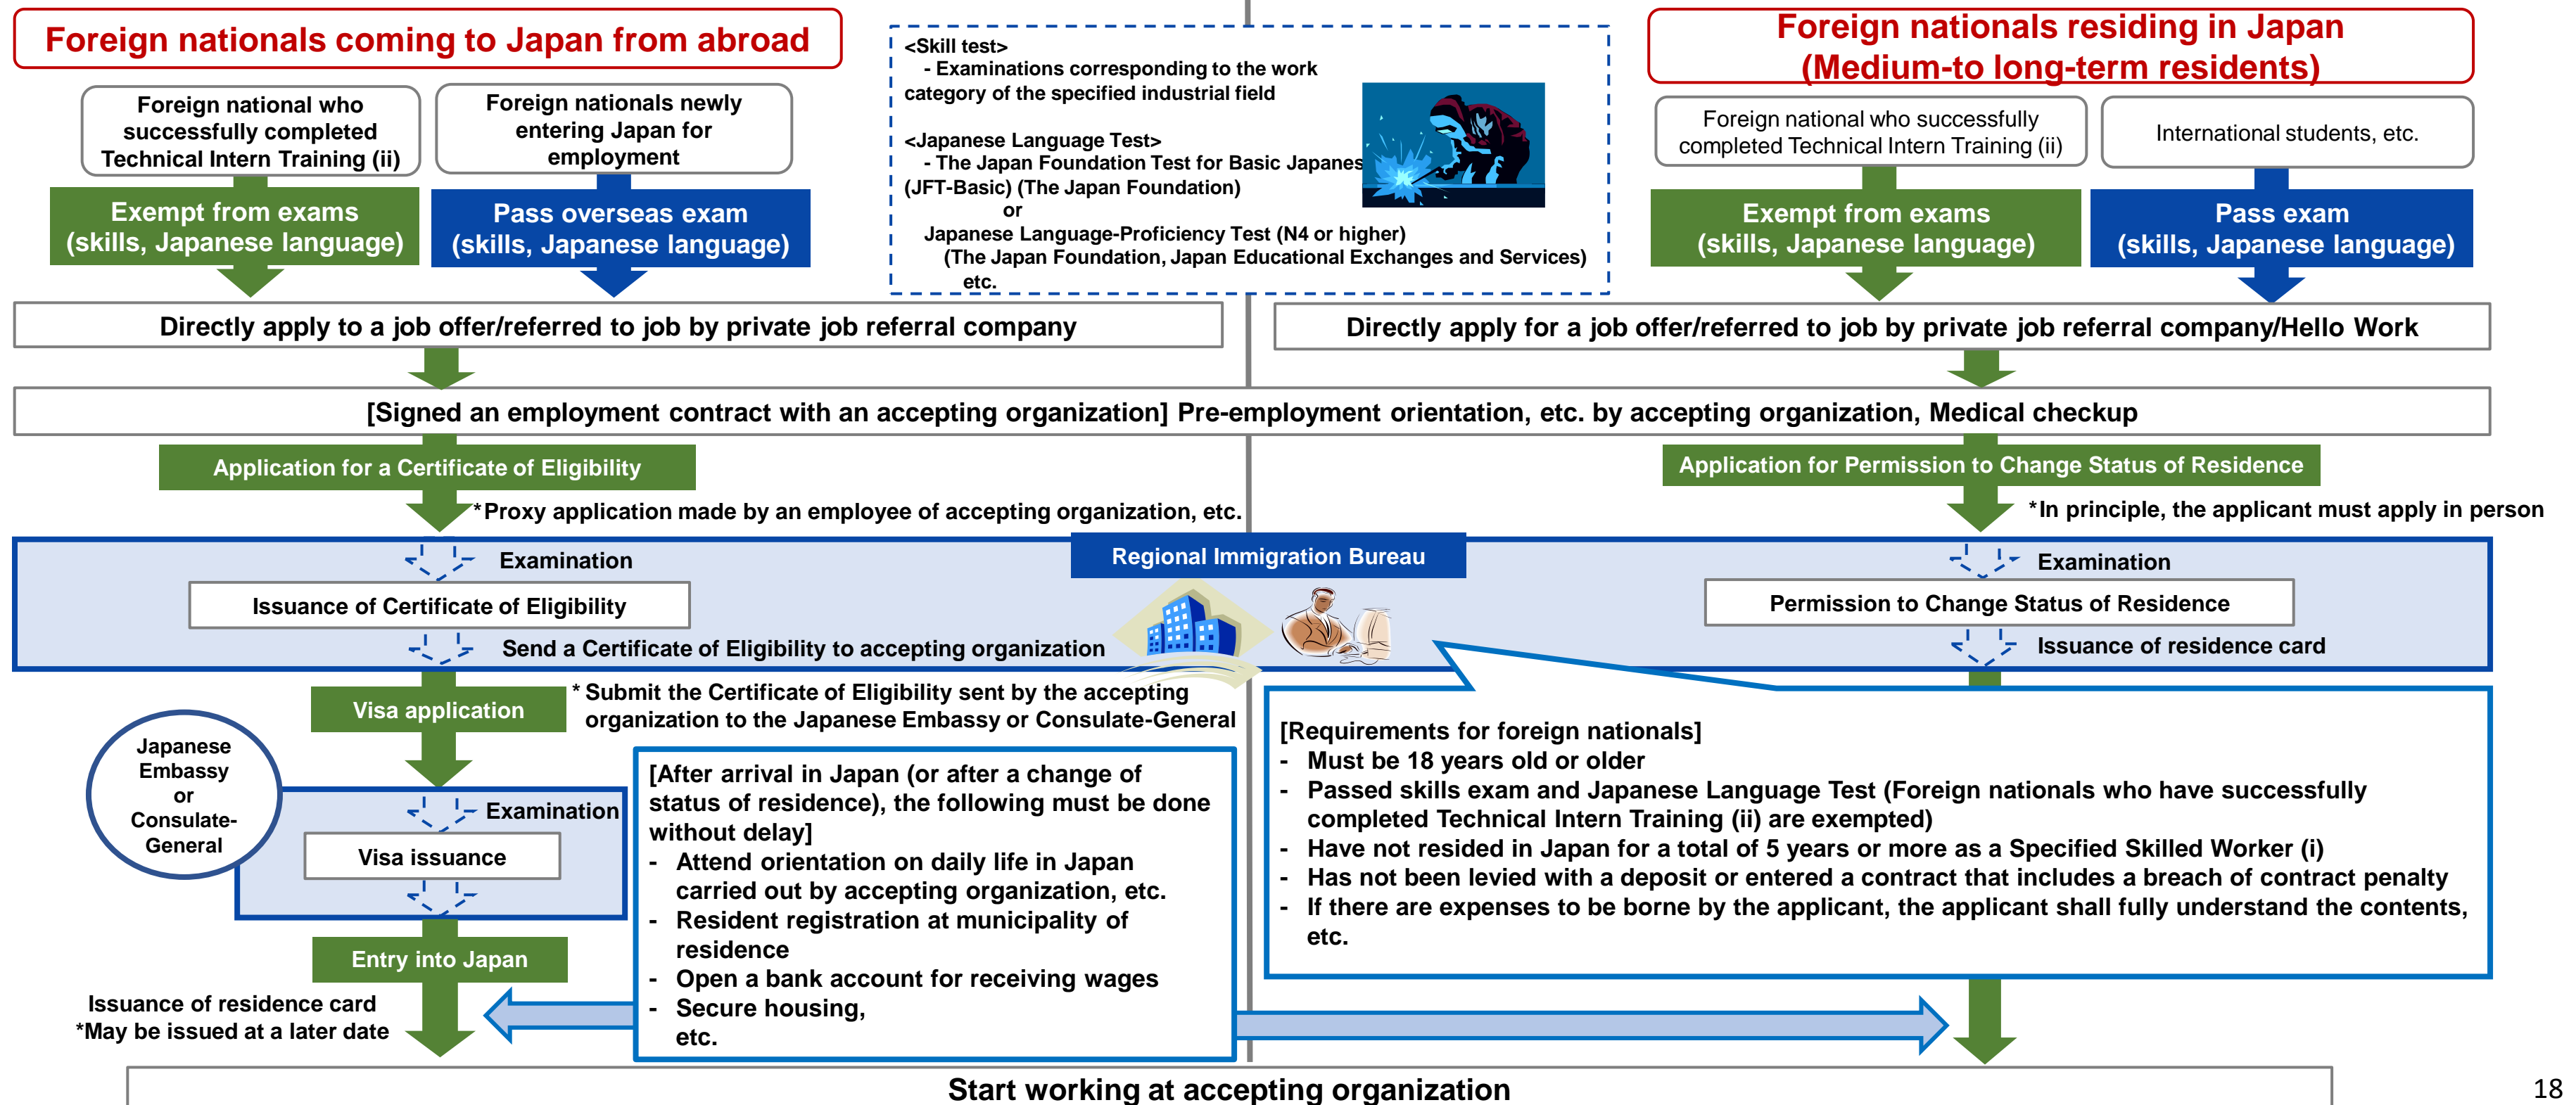 Foreign nationals coming to Japan from abroad
Foreign national who
successfully completed
Technical Intern Training (ii)
Foreign nationals newly
entering Japan for
employment
Exempt from exams
(skills, Japanese language)
Pass overseas exam
(skills, Japanese language)
<Skill test>
- Examinations corresponding to the work
category of the specified industrial field
<Japanese Language Test>
- The Japan Foundation Test for Basic Japanes
(JFT-Basic) (The Japan Foundation)
or
Japanese Language-Proficiency Test (N4 or higher)
(The Japan Foundation, Japan Educational Exchanges and Services)
etc.
Foreign nationals residing in Japan
(Medium-to long-term residents)
Foreign national who successfully
completed Technical Intern Training (ii)
International students, etc.
Exempt from exams
(skills, Japanese language)
Pass exam
(skills, Japanese language)
Directly apply to a job offer/referred to job by private job referral company
Directly apply for a job offer/referred to job by private job referral company/Hello Work
[Signed an employment contract with an accepting organization] Pre-employment orientation, etc. by accepting organization, Medical checkup
Application for a Certificate of Eligibility
*Proxy application made by an employee of accepting organization, etc.
Application for Permission to Change Status of Residence
*In principle, the applicant must apply in person
Regional Immigration Bureau
Examination
Issuance of Certificate of Eligibility
Send a Certificate of Eligibility to accepting organization
Examination
Permission to Change Status of Residence
Issuance of residence card
Visa application
* Submit the Certificate of Eligibility sent by the accepting
organization to the Japanese Embassy or Consulate-General
Japanese
Embassy
or
Consulate-
General
Examination
Visa issuance
Entry into Japan
Issuance of residence card
*May be issued at a later date
[After arrival in Japan (or after a change of
status of residence), the following must be done
without delay]
- Attend orientation on daily life in Japan
carried out by accepting organization, etc.
- Resident registration at municipality of
residence
- Open a bank account for receiving wages
- Secure housing,
etc.
[Requirements for foreign nationals]
- Must be 18 years old or older
- Passed skills exam and Japanese Language Test (Foreign nationals who have successfully
completed Technical Intern Training (ii) are exempted)
- Have not resided in Japan for a total of 5 years or more as a Specified Skilled Worker (i)
- Has not been levied with a deposit or entered a contract that includes a breach of contract penalty
- If there are expenses to be borne by the applicant, the applicant shall fully understand the contents,
etc.
Start working at accepting organization
18